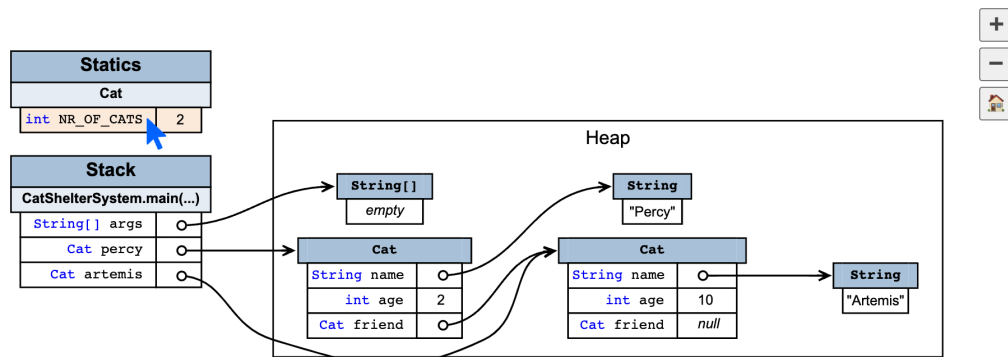 +
−
Statics
Cat
int NR_OF_CATS 2
Heap
Stack
CatShelterSystem.main(...)
String[] args
Cat percy
Cat artemis
String[]
empty
String
"Percy"
Cat
String name
int age 2
Cat friend
Cat
String name
int age 10
Cat friend null
String
"Artemis"